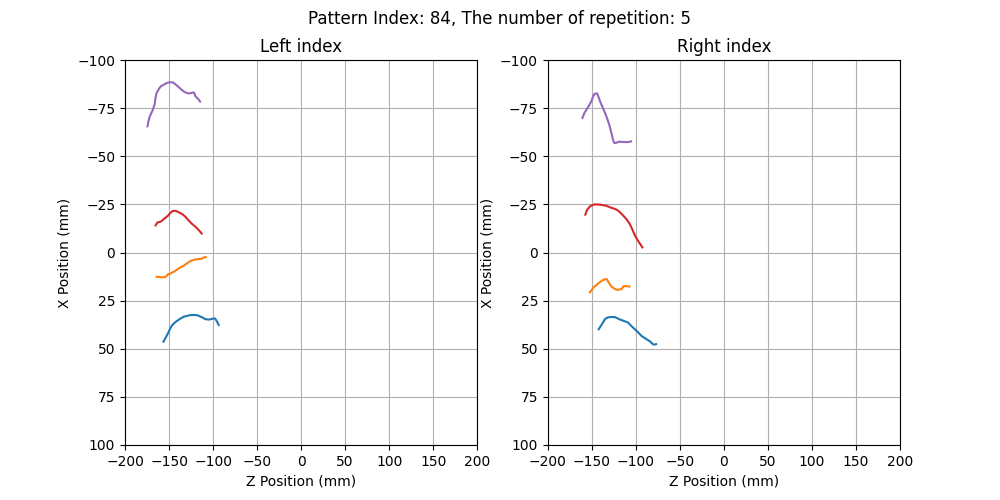 Pattern Index: 84, The number of repetition: 5
Left index
Right index
−100
−75
−50
−25
0
25
50
75
100
X Position (mm)
−200 −150 −100 −50 0 50 100 150 200
Z Position (mm)
−100
−75
−50
−25
0
25
50
75
100
X Position (mm)
−200 −150 −100 −50 0 50 100 150 200
Z Position (mm)